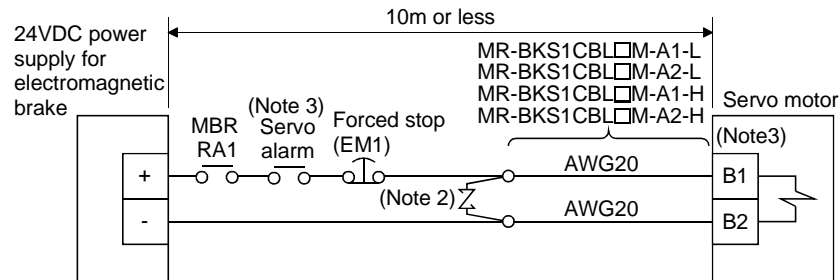 10m or less
24VDC power
supply for
electromagnetic
brake
MR-BKS1CBL□M-A1-L
MR-BKS1CBL□M-A2-L
MR-BKS1CBL□M-A1-H
MR-BKS1CBL□M-A2-H
Servo motor
MBR
RA1
(Note 3)
Servo
alarm
Forced stop
(EM1)
(Note3)
+
AWG20
B1
(Note 2)
-
AWG20
B2